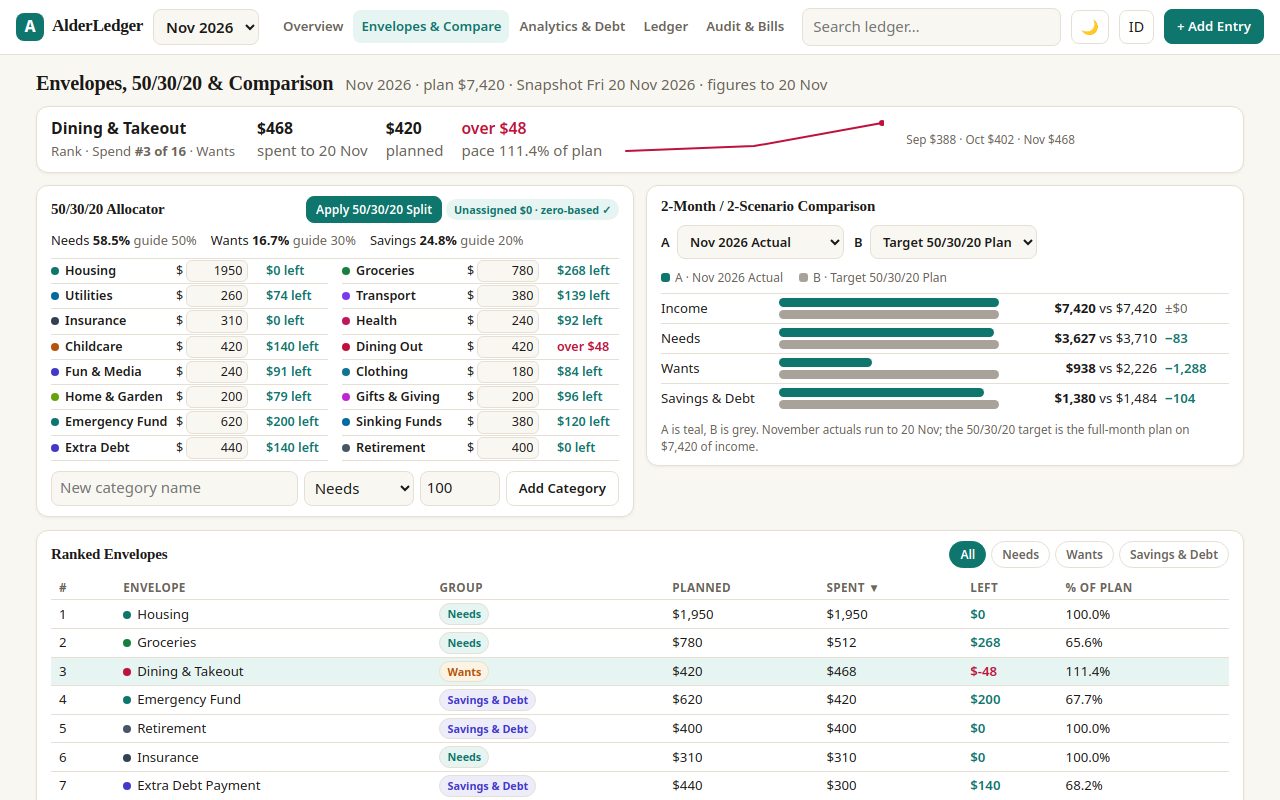 A AlderLedger Nov 2026 Overview Envelopes & Compare Analytics & Debt Ledger Audit & Bills Search ledger... 🌙 ID + Add Entry
Envelopes, 50/30/20 & Comparison Nov 2026 · plan $7,420 · Snapshot Fri 20 Nov 2026 · figures to 20 Nov
Dining & Takeout $468 $420 over $48
Rank · Spend #3 of 16 · Wants spent to 20 Nov planned pace 111.4% of plan
Sep $388 · Oct $402 · Nov $468
50/30/20 Allocator Apply 50/30/20 Split Unassigned $0 · zero-based ✓
Needs 58.5% guide 50% Wants 16.7% guide 30% Savings 24.8% guide 20%
Housing $ 1950 $0 left Groceries $ 780 $268 left
Utilities $ 260 $74 left Transport $ 380 $139 left
Insurance $ 310 $0 left Health $ 240 $92 left
Childcare $ 420 $140 left Dining Out $ 420 over $48
Fun & Media $ 240 $91 left Clothing $ 180 $84 left
Home & Garden $ 200 $79 left Gifts & Giving $ 200 $96 left
Emergency Fund $ 620 $200 left Sinking Funds $ 380 $120 left
Extra Debt $ 440 $140 left Retirement $ 400 $0 left
New category name Needs 100 Add Category
2-Month / 2-Scenario Comparison
A Nov 2026 Actual B Target 50/30/20 Plan
A · Nov 2026 Actual B · Target 50/30/20 Plan
Income $7,420 vs $7,420 ±$0
Needs $3,627 vs $3,710 −83
Wants $938 vs $2,226 −1,288
Savings & Debt $1,380 vs $1,484 −104
A is teal, B is grey. November actuals run to 20 Nov; the 50/30/20 target is the full-month plan on
$7,420 of income.
Ranked Envelopes All Needs Wants Savings & Debt
# ENVELOPE GROUP PLANNED SPENT ▼ LEFT % OF PLAN
1 Housing Needs $1,950 $1,950 $0 100.0%
2 Groceries Needs $780 $512 $268 65.6%
3 Dining & Takeout Wants $420 $468 $-48 111.4%
4 Emergency Fund Savings & Debt $620 $420 $200 67.7%
5 Retirement Savings & Debt $400 $400 $0 100.0%
6 Insurance Needs $310 $310 $0 100.0%
7 Extra Debt Payment Savings & Debt $440 $300 $140 68.2%